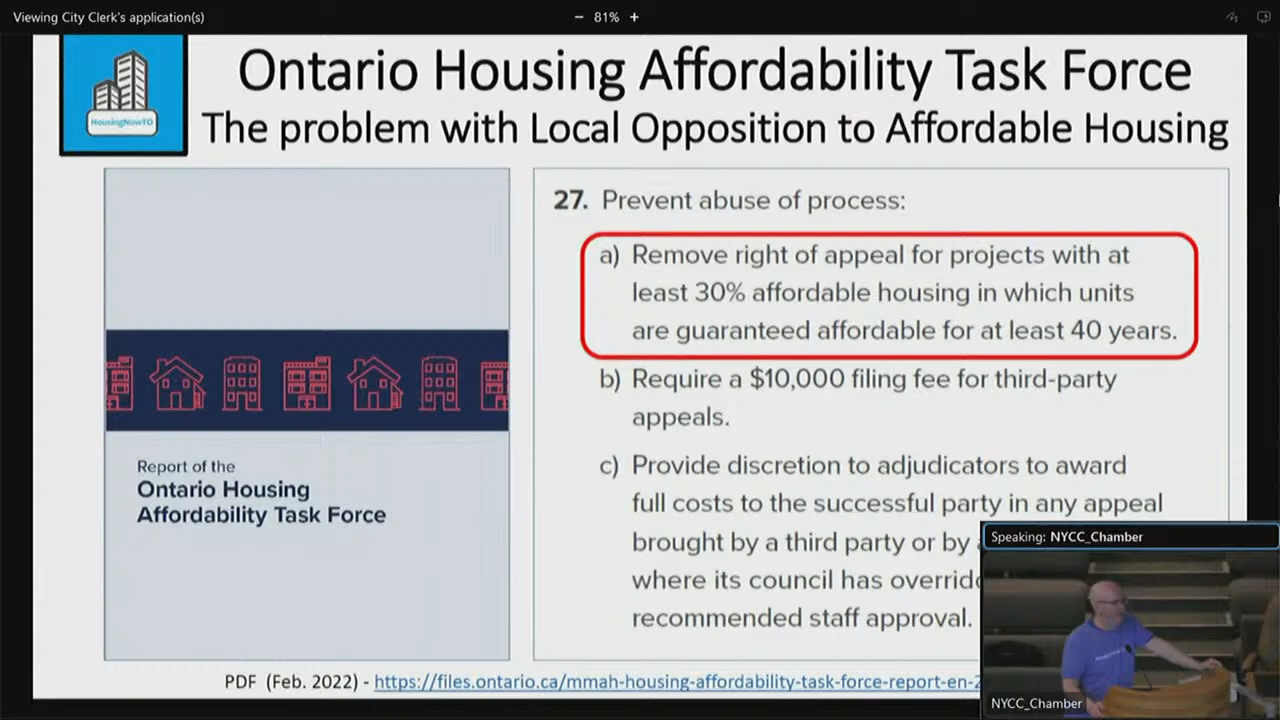 Viewing City Clerk's application(s)
− 81% +
HousingNowTO
Ontario Housing Affordability Task Force
The problem with Local Opposition to Affordable Housing
Report of the
Ontario Housing
Affordability Task Force
27. Prevent abuse of process:
a) Remove right of appeal for projects with at
least 30% affordable housing in which units
are guaranteed affordable for at least 40 years.
b) Require a $10,000 filing fee for third-party
appeals.
c) Provide discretion to adjudicators to award
full costs to the successful party in any appeal
brought by a third party or by
where its council has
recommended staff approval.
PDF (Feb. 2022) - https://files.ontario.ca/mmah-housing-affordability-task-force-report-en-2
Speaking: NYCC_Chamber
NYCC_Chamber